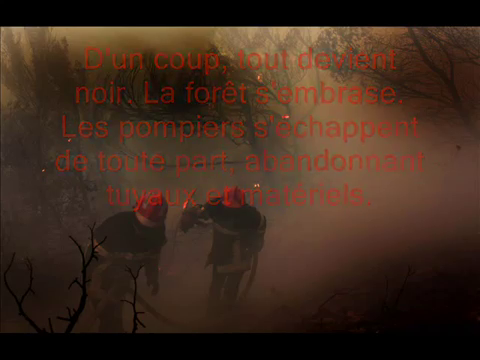 D'un coup, tout devient
noir. La forêt s'embrase.
Les pompiers s'échappent
de toute part, abandonnant
tuyaux et matériels.